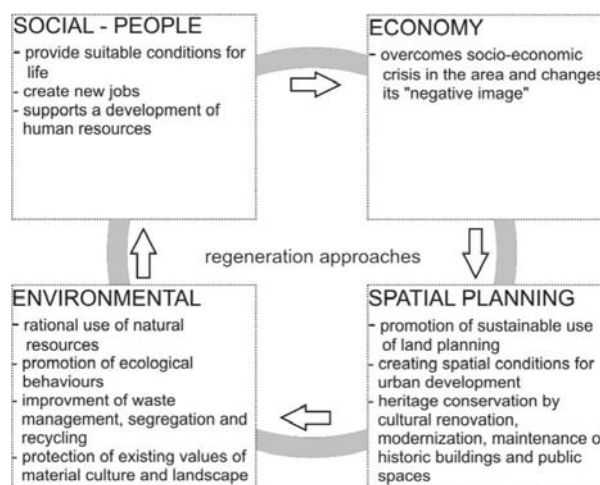 SOCIAL - PEOPLE
- provide suitable conditions for
life
- create new jobs
- supports a development of
human resources
ECONOMY
- overcomes socio-economic
crisis in the area and changes
its "negative image"
regeneration approaches
ENVIRONMENTAL
- rational use of natural
resources
- promotion of ecological
behaviours
- improvment of waste
management, segregation and
recycling
- protection of existing values of
material culture and landscape
SPATIAL PLANNING
- promotion of sustainable use
of land planning
- creating spatial conditions for
urban development
- heritage conservation by
cultural renovation,
modernization, maintenance o
historic buildings and public
spaces